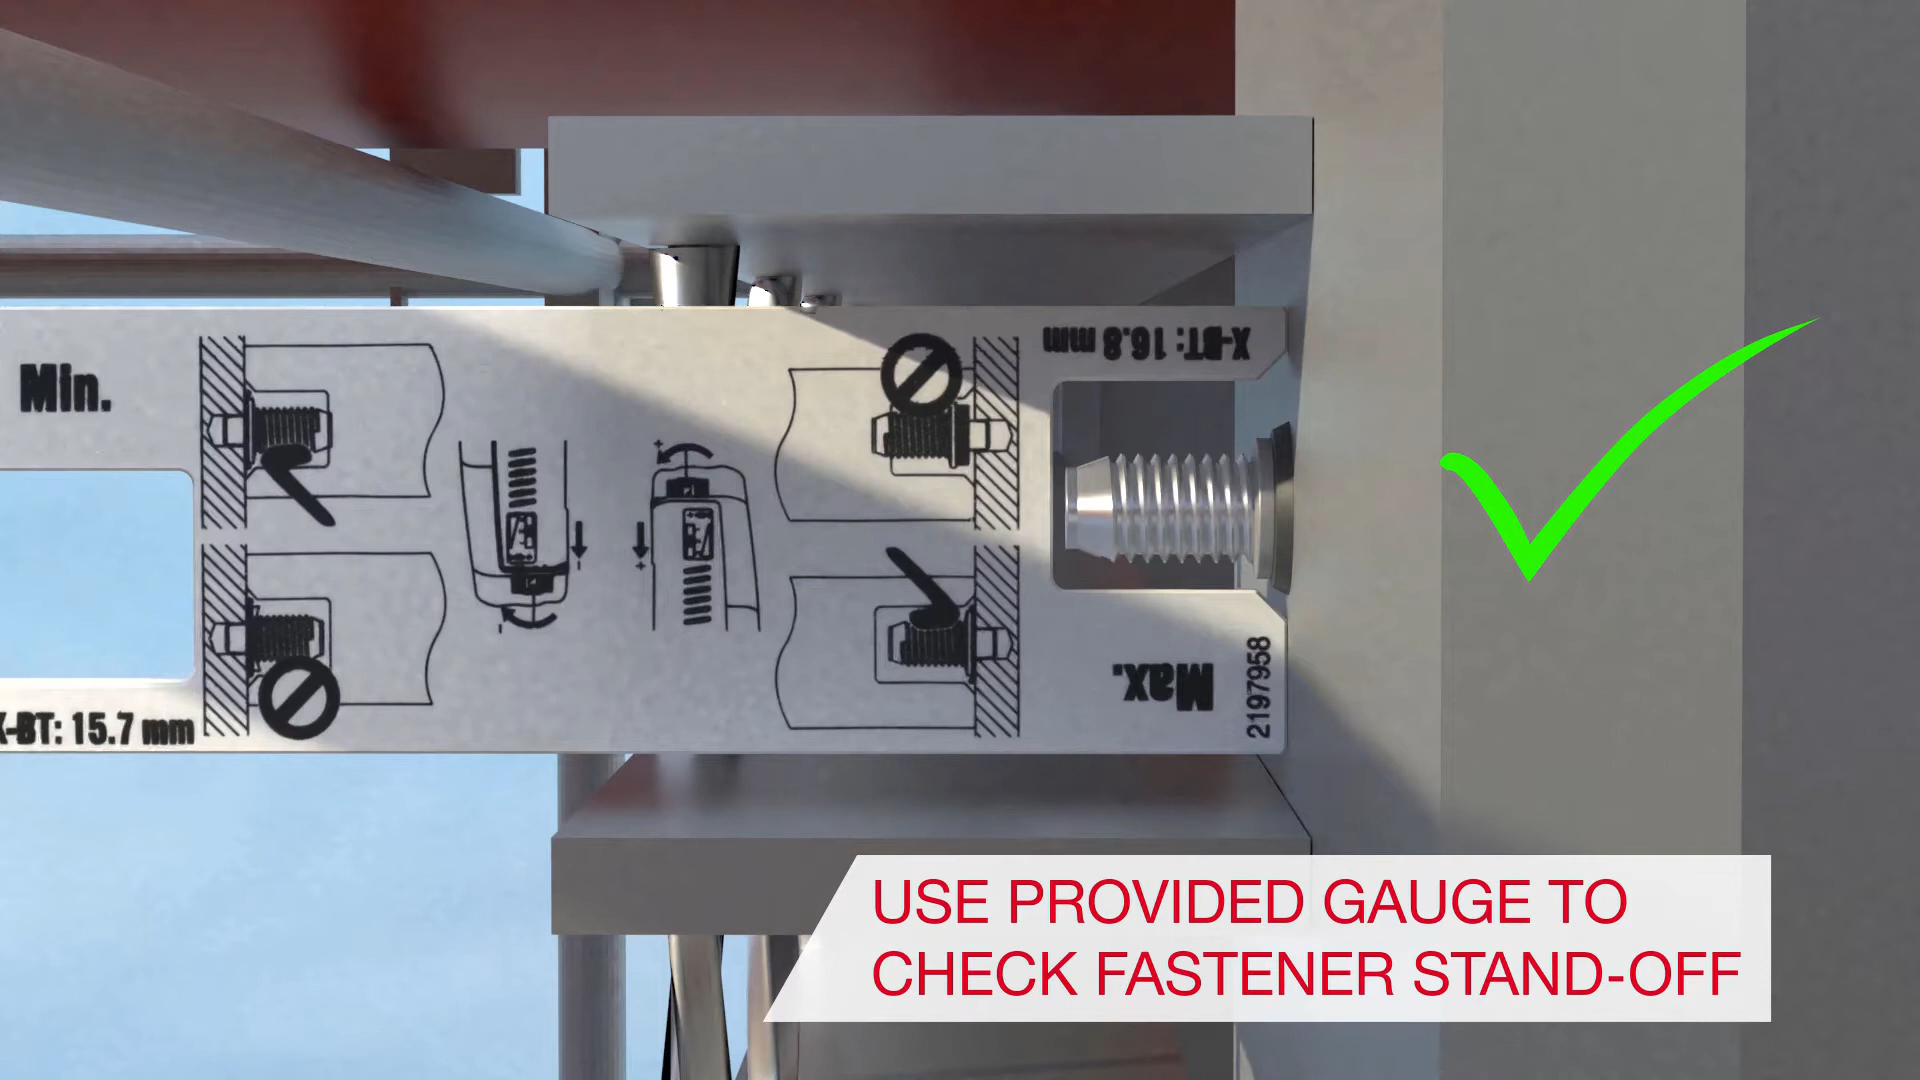 X-BT: 16.8 mm
Min.
Max.
2197958
X-BT: 15.7 mm
USE PROVIDED GAUGE TO
CHECK FASTENER STAND-OFF